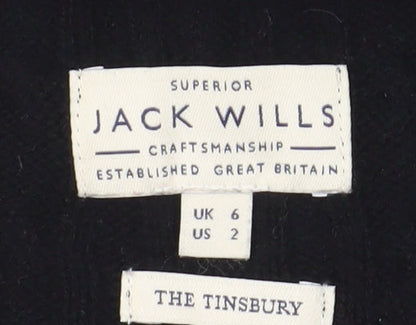 SUPERIOR
JACK WILLS
CRAFTSMANSHIP
ESTABLISHED GREAT BRITAIN
UK 6
US 2
THE TINSBURY